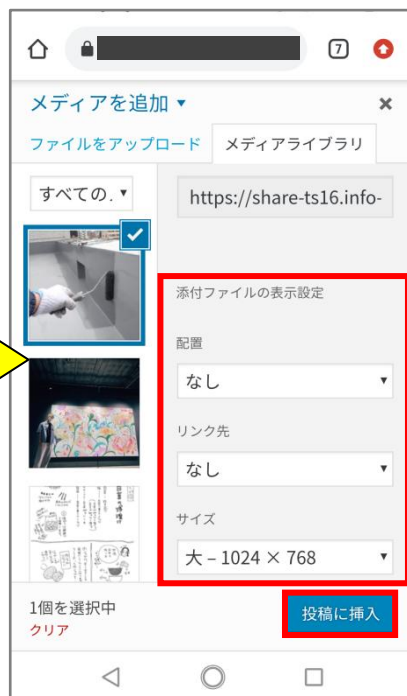 7
メディアを追加 ▼ ×
ファイルをアップロード メディアライブラリ
すべての. ▼
https://share-ts16.info-
添付ファイルの表示設定
配置
なし ▼
リンク先
なし ▼
サイズ
大 – 1024 × 768 ▼
1個を選択中
クリア
投稿に挿入